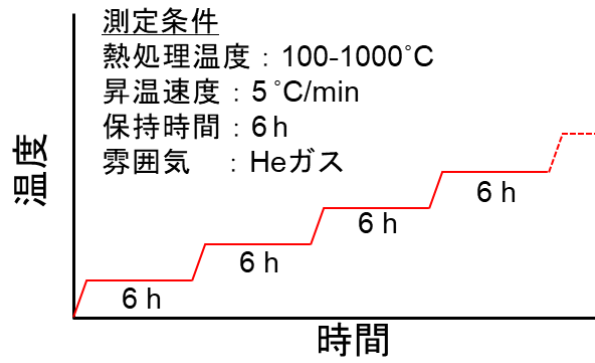 測定条件
熱処理温度：100-1000˚C
昇温速度：5 ˚C/min
保持時間：6 h
雰囲気　：Heガス
温度
6 h
6 h
6 h
6 h
時間